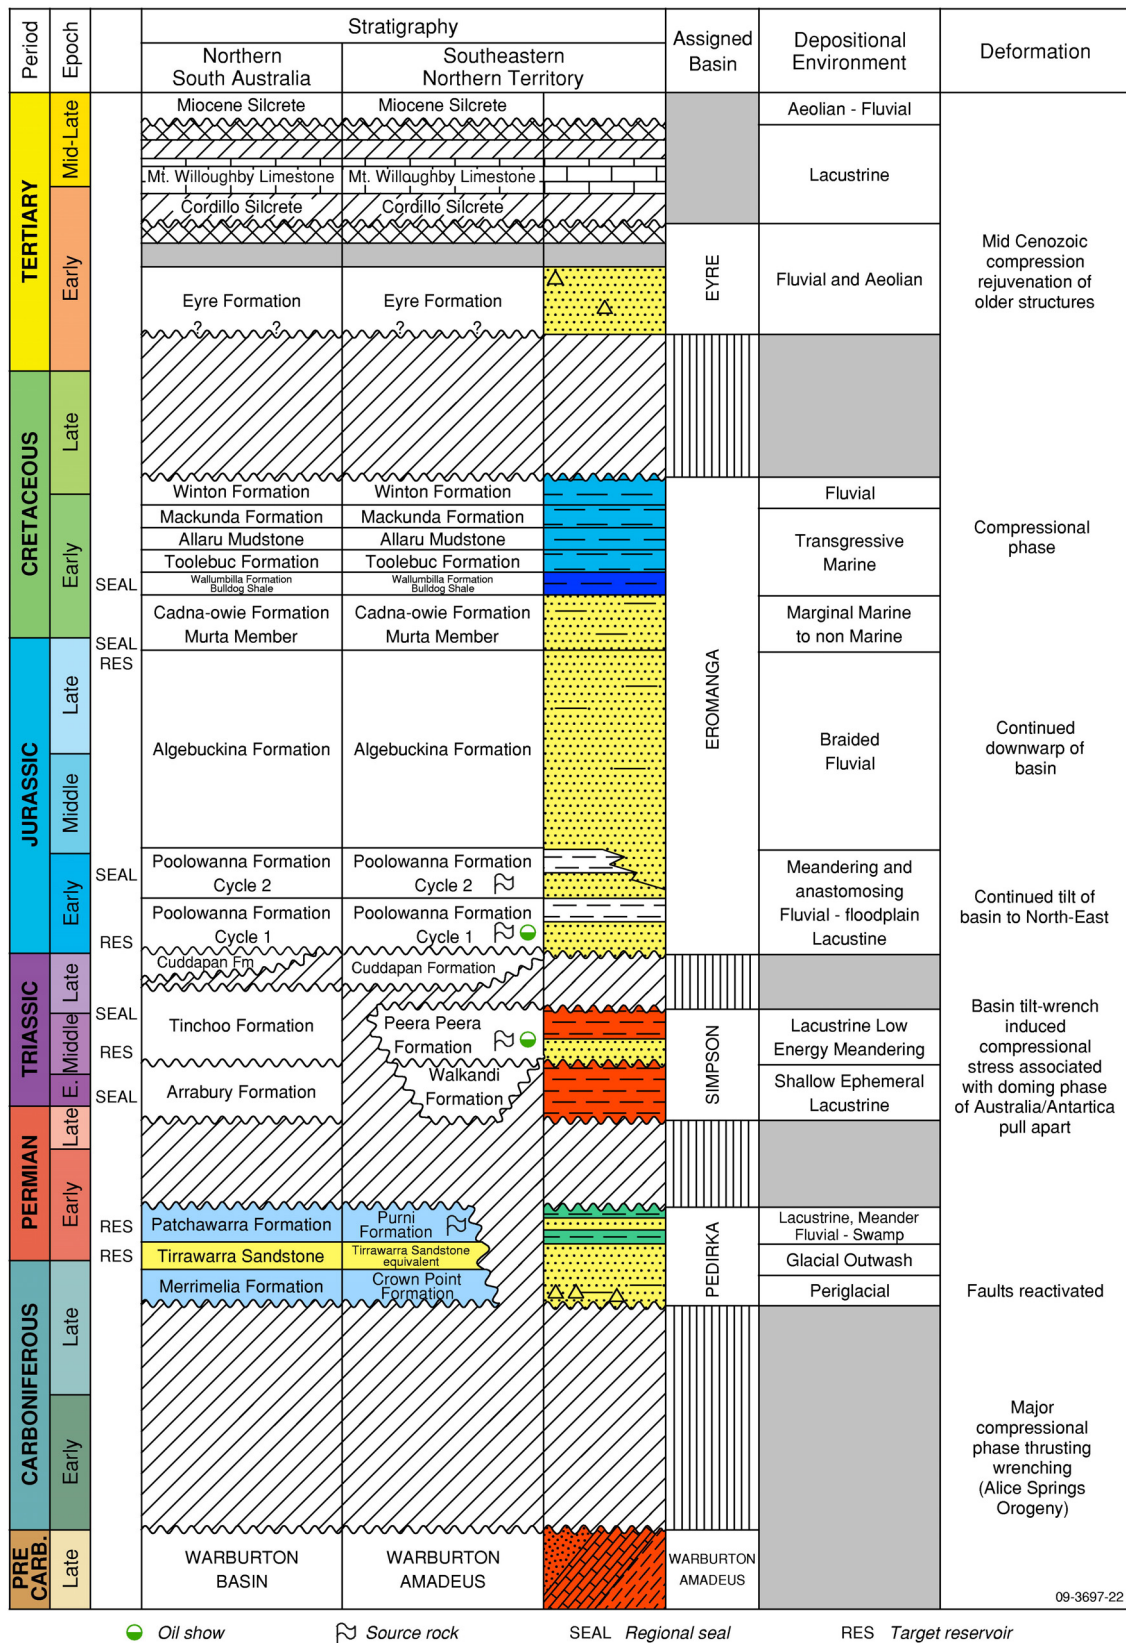 Period
Epoch
Stratigraphy
Northern
South Australia
Southeastern
Northern Territory
Assigned
Basin
Depositional
Environment
Deformation
TERTIARY
Mid-Late
Early
CRETACEOUS
Late
Early
JURASSIC
Late
Middle
Early
TRIASSIC
Late
Middle
E.
PERMIAN
Late
Early
CARBONIFEROUS
Late
Early
PRE
CARB.
Late
SEAL
SEAL
RES
SEAL
RES
SEAL
RES
SEAL
RES
RES
Miocene Silcrete
Mt. Willoughby Limestone
Cordillo Silcrete
Eyre Formation
? ?
Winton Formation
Mackunda Formation
Allaru Mudstone
Toolebuc Formation
Wallumbilla Formation
Bulldog Shale
Cadna-owie Formation
Murta Member
Algebuckina Formation
Poolowanna Formation
Cycle 2
Poolowanna Formation
Cycle 1
Cuddapan Fm
Tinchoo Formation
Arrabury Formation
Patchawarra Formation
Tirrawarra Sandstone
Merrimelia Formation
WARBURTON
BASIN
Miocene Silcrete
Mt. Willoughby Limestone
Cordillo Silcrete
Eyre Formation
? ?
Winton Formation
Mackunda Formation
Allaru Mudstone
Toolebuc Formation
Wallumbilla Formation
Bulldog Shale
Cadna-owie Formation
Murta Member
Algebuckina Formation
Poolowanna Formation
Cycle 2
Poolowanna Formation
Cycle 1
Cuddapan Formation
Peera Peera
Formation
Walkandi
Formation
Purni
Formation
Tirrawarra Sandstone
equivalent
Crown Point
Formation
WARBURTON
AMADEUS
EYRE
EROMANGA
SIMPSON
PEDIRKA
WARBURTON
AMADEUS
Aeolian - Fluvial
Lacustrine
Fluvial and Aeolian
Fluvial
Transgressive
Marine
Marginal Marine
to non Marine
Braided
Fluvial
Meandering and
anastomosing
Fluvial - floodplain
Lacustine
Lacustrine Low
Energy Meandering
Shallow Ephemeral
Lacustrine
Lacustrine, Meander
Fluvial - Swamp
Glacial Outwash
Periglacial
Mid Cenozoic
compression
rejuvenation of
older structures
Compressional
phase
Continued
downwarp of
basin
Continued tilt of
basin to North-East
Basin tilt-wrench
induced
compressional
stress associated
with doming phase
of Australia/Antartica
pull apart
Faults reactivated
Major
compressional
phase thrusting
wrenching
(Alice Springs
Orogeny)
09-3697-22
Oil show
Source rock
SEAL Regional seal
RES Target reservoir